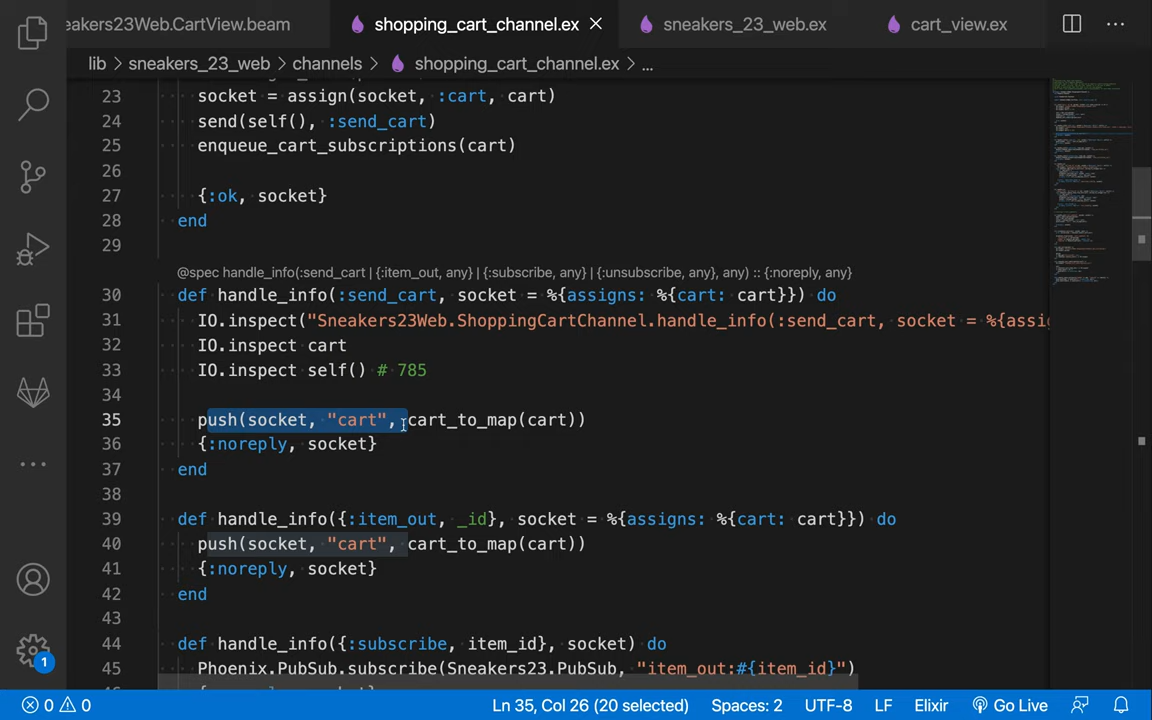 eakers23Web.CartView.beam shopping_cart_channel.ex sneakers_23_web.ex cart_view.ex
lib > sneakers_23_web > channels > shopping_cart_channel.ex > ...
23 socket = assign(socket, :cart, cart)
24 send(self(), :send_cart)
25 enqueue_cart_subscriptions(cart)
26
27 {:ok, socket}
28 end
29
@spec handle_info(:send_cart | {:item_out, any} | {:subscribe, any} | {:unsubscribe, any}, any) :: {:noreply, any}
30 def handle_info(:send_cart, socket = %{assigns: %{cart: cart}}) do
31 IO.inspect("Sneakers23Web.ShoppingCartChannel.handle_info(:send_cart, socket = %{assig
32 IO.inspect cart
33 IO.inspect self() # 785
34
35 push(socket, "cart", cart_to_map(cart))
36 {:noreply, socket}
37 end
38
39 def handle_info({:item_out, _id}, socket = %{assigns: %{cart: cart}}) do
40 push(socket, "cart", cart_to_map(cart))
41 {:noreply, socket}
42 end
43
44 def handle_info({:subscribe, item_id}, socket) do
45 Phoenix.PubSub.subscribe(Sneakers23.PubSub, "item_out:#{item_id}")
1
0 0 Ln 35, Col 26 (20 selected) Spaces: 2 UTF-8 LF Elixir Go Live